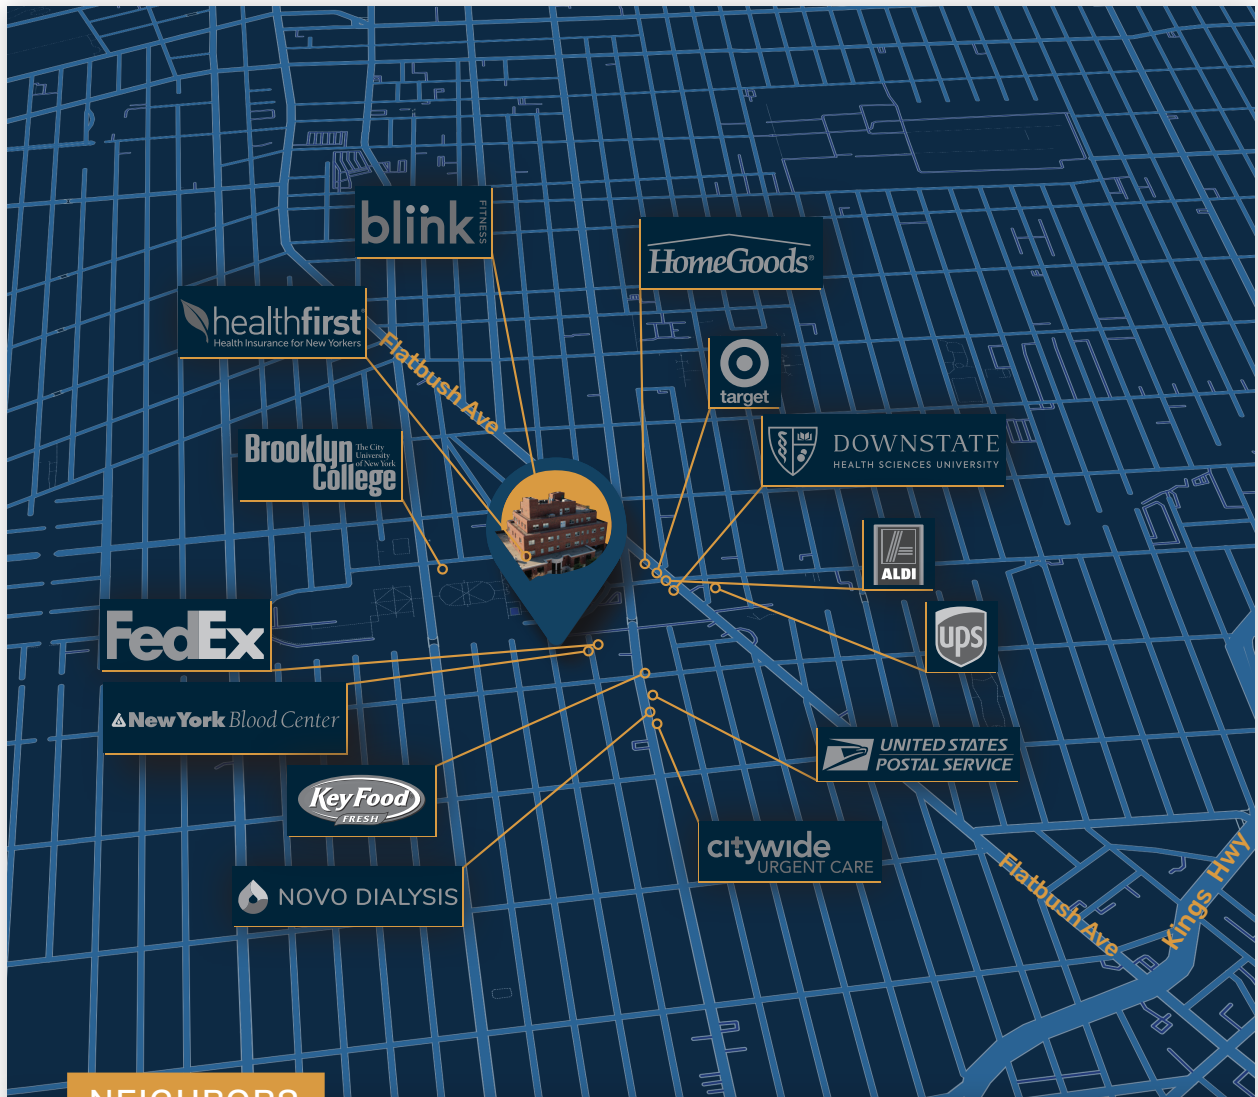 blink
FITNESS
HomeGoods®
healthfirst
Health Insurance for New Yorkers
Flatbush Ave
target
Brooklyn
College
The City
University
of New York
DOWNSTATE
HEALTH SCIENCES UNIVERSITY
ALDI
FedEx
ups
New York Blood Center
UNITED STATES
POSTAL SERVICE
KeyFood
FRESH
citywide
URGENT CARE
NOVO DIALYSIS
Flatbush Ave
Kings Hwy
NEIGHBORS